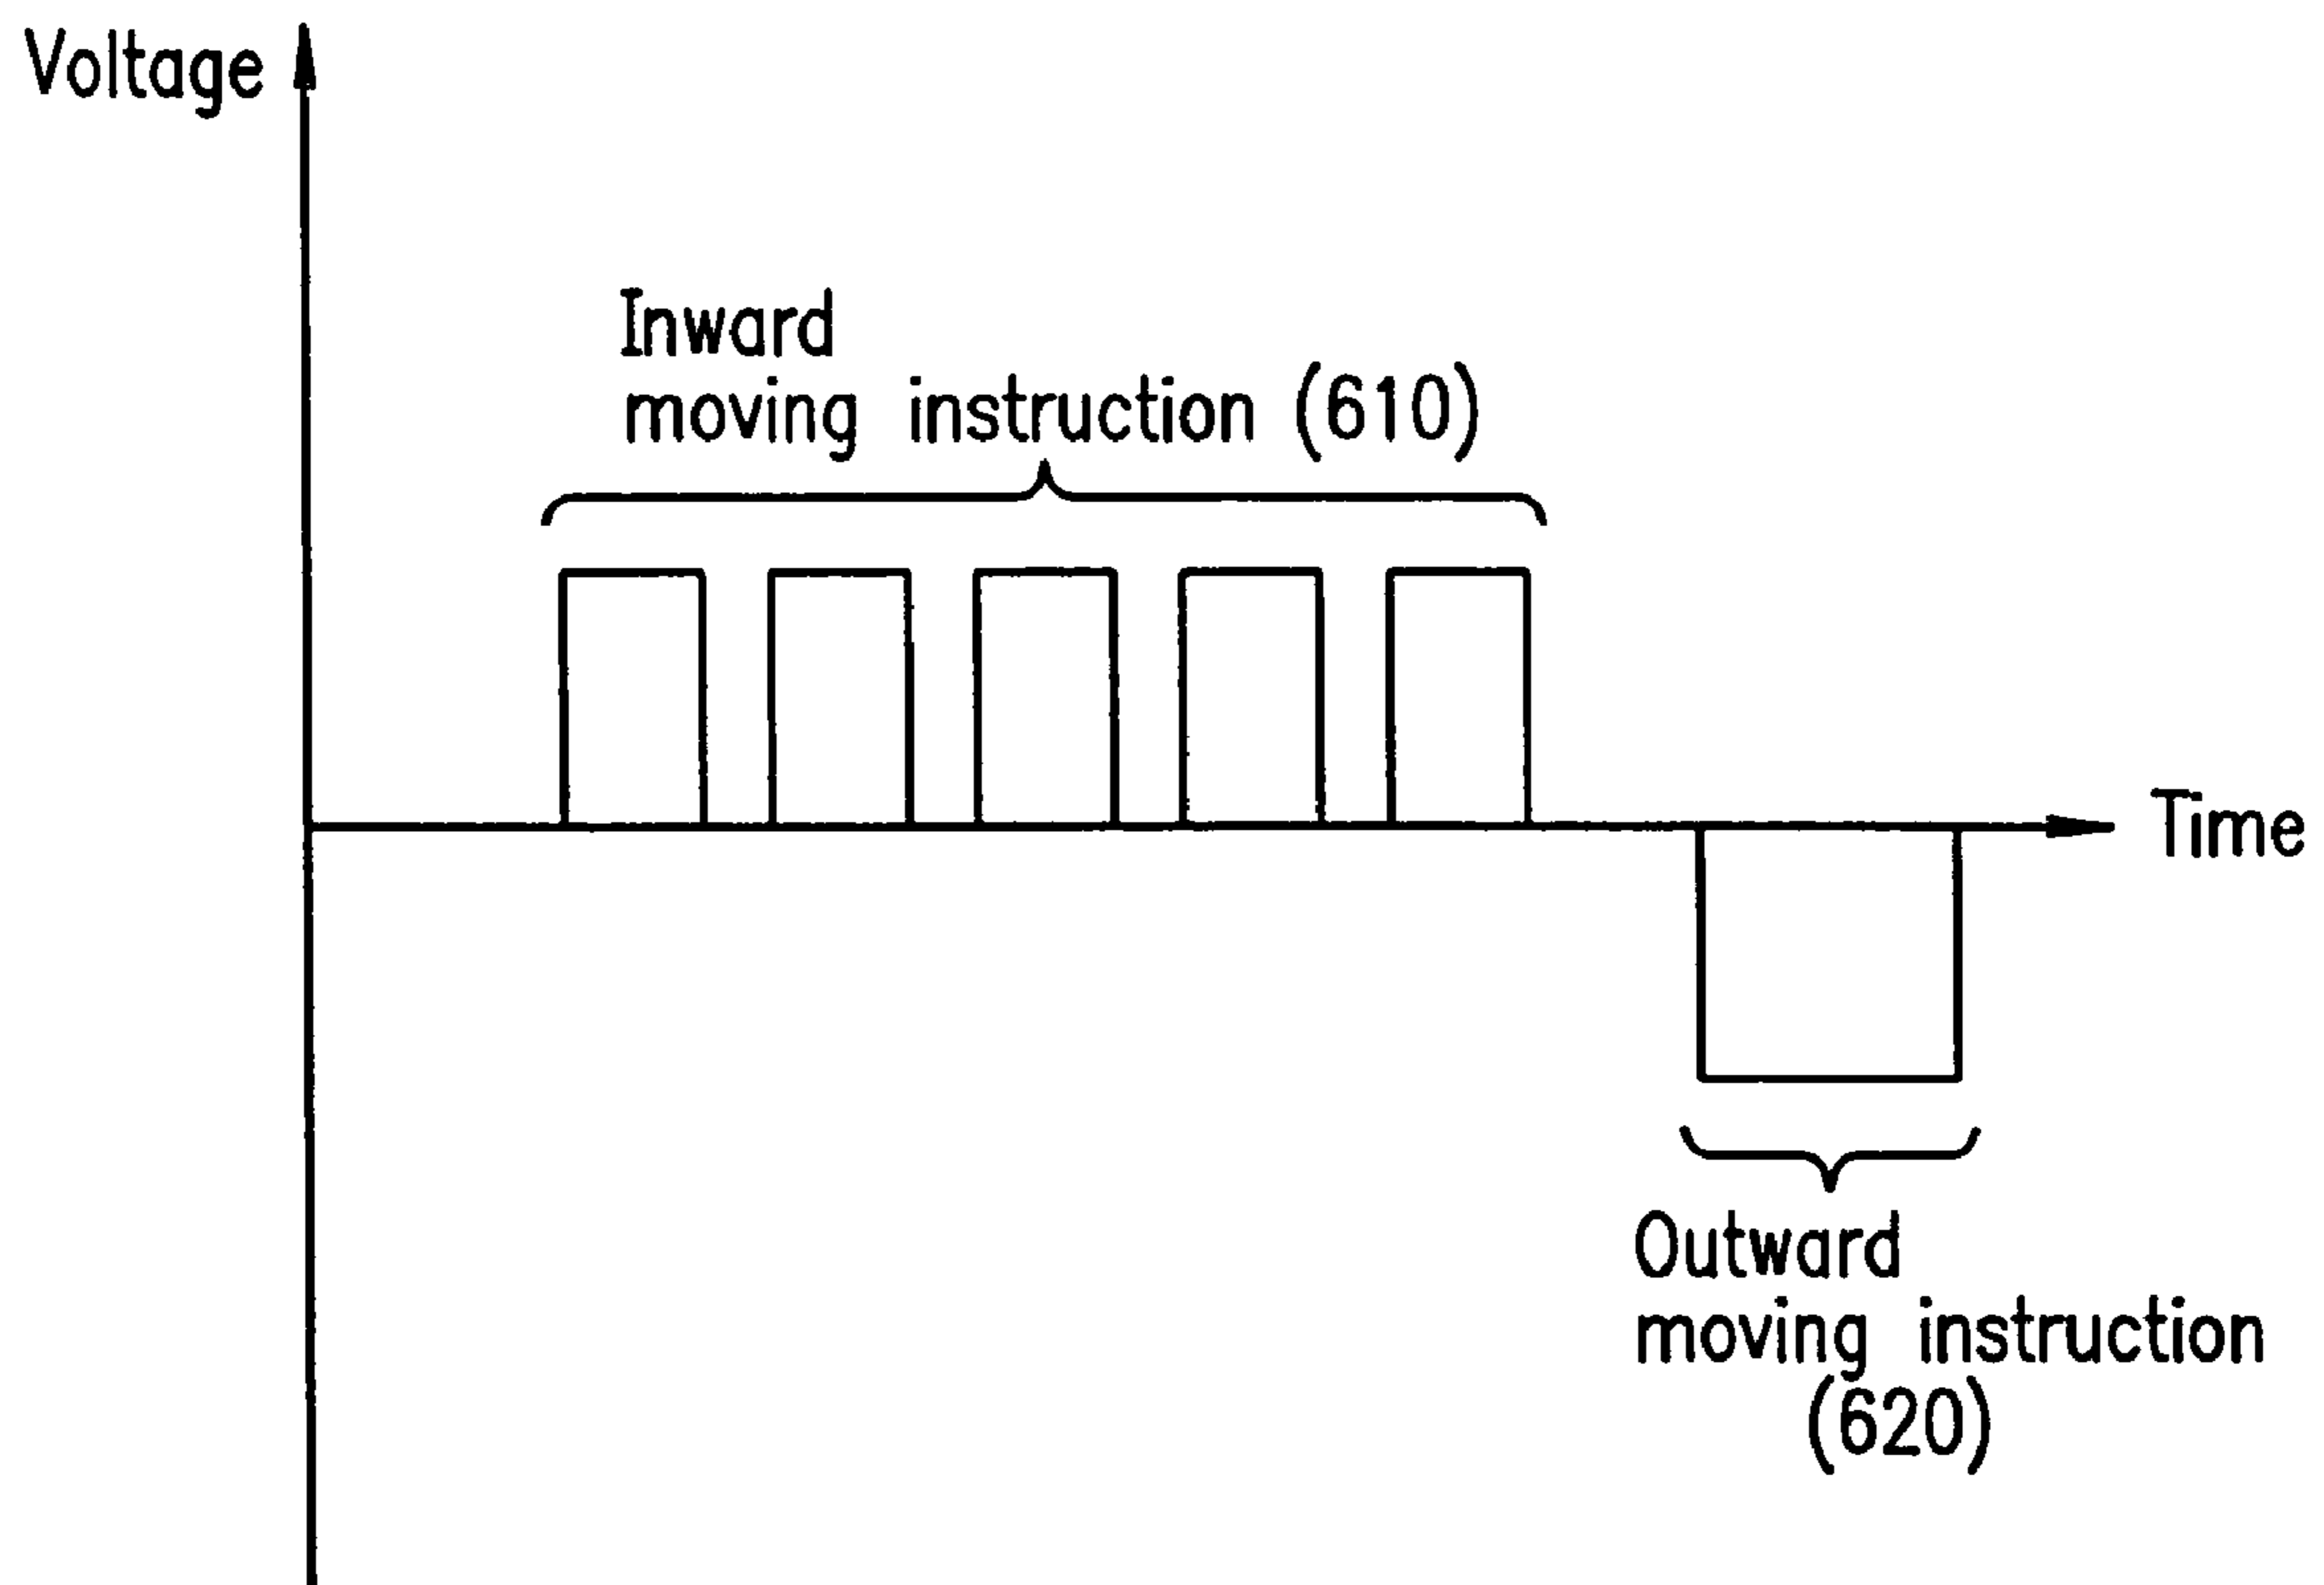 Voltage
Inward
moving instruction (610)
Time
Outward
moving instruction
(620)